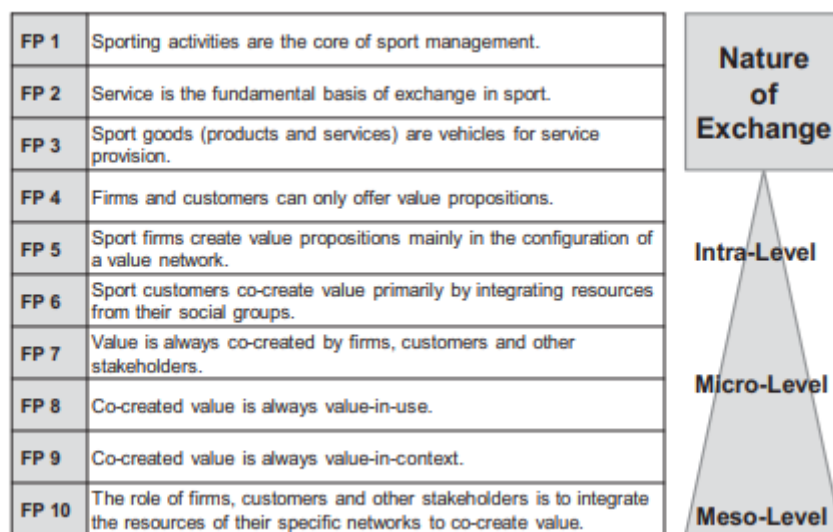 FP 1 Sporting activities are the core of sport management.
FP 2 Service is the fundamental basis of exchange in sport.
FP 3 Sport goods (products and services) are vehicles for service
provision.
FP 4 Firms and customers can only offer value propositions.
FP 5 Sport firms create value propositions mainly in the configuration of
a value network.
FP 6 Sport customers co-create value primarily by integrating resources
from their social groups.
FP 7 Value is always co-created by firms, customers and other
stakeholders.
FP 8 Co-created value is always value-in-use.
FP 9 Co-created value is always value-in-context.
FP 10 The role of firms, customers and other stakeholders is to integrate
the resources of their specific networks to co-create value.
Nature
of
Exchange
Intra-Level
Micro-Level
Meso-Level